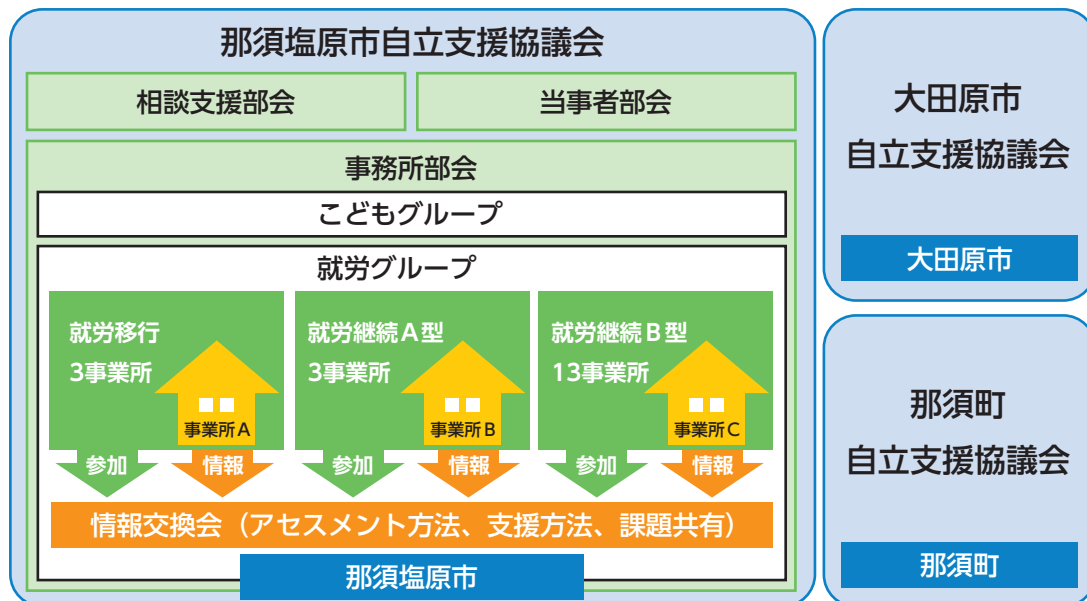 那須塩原市自立支援協議会
相談支援部会
当事者部会
事務所部会
こどもグループ
就労グループ
就労移行
3事業所
事業所A
参加
情報
就労継続A型
3事業所
事業所B
参加
情報
就労継続B型
13事業所
事業所C
参加
情報
情報交換会（アセスメント方法、支援方法、課題共有）
那須塩原市
大田原市
自立支援協議会
大田原市
那須町
自立支援協議会
那須町